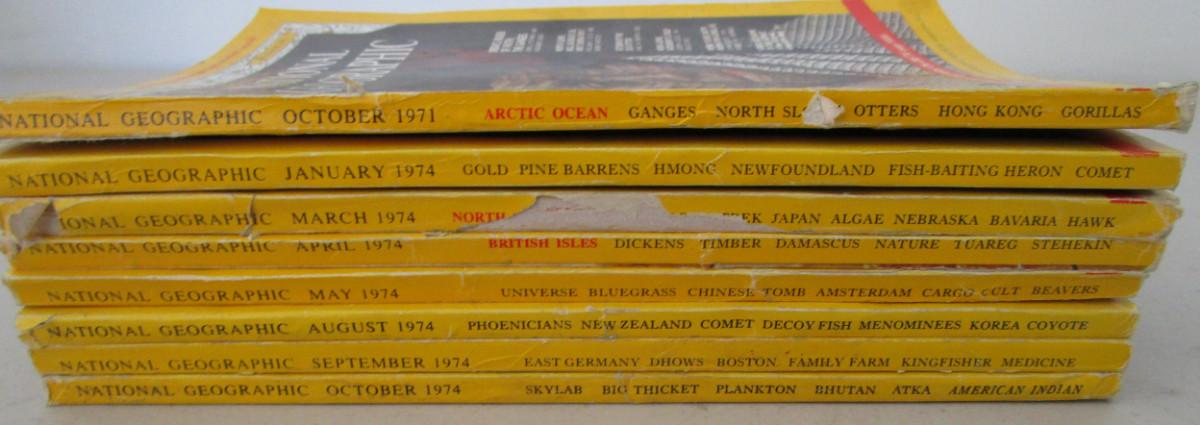 NATIONAL GEOGRAPHIC OCTOBER 1971 ARCTIC OCEAN GANGES NORTH OTTERS HONG KONG GORILLAS
NATIONAL GEOGRAPHIC JANUARY 1974 GOLD PINE BARRENS HMONG NEWFOUNDLAND FISH-BAITING HERON COMET
GEOGRAPHIC MARCH 1974 NORTH JAPAN ALGAE NEBRASKA BAVARIA HAWK
NATIONAL GEOGRAPHIC APRIL 1974 BRITISH ISLES DICKENS TIMBER DAMASCUS NATURE TUAREG STEHEKIN
NATIONAL GEOGRAPHIC MAY 1974 UNIVERSE BLUEGRASS CHINESE TOMB AMSTERDAM CARGO CULT BEAVERS
NATIONAL GEOGRAPHIC AUGUST 1974 PHOENICIANS NEW ZEALAND COMET DECOY FISH MENOMINEES KOREA COYOTE
NATIONAL GEOGRAPHIC SEPTEMBER 1974 EAST GERMANY DHOWS BOSTON FAMILY FARM KINGFISHER MEDICINE
NATIONAL GEOGRAPHIC OCTOBER 1974 SKYLAB BIG THICKET PLANKTON BHUTAN ATKA AMERICAN INDIAN